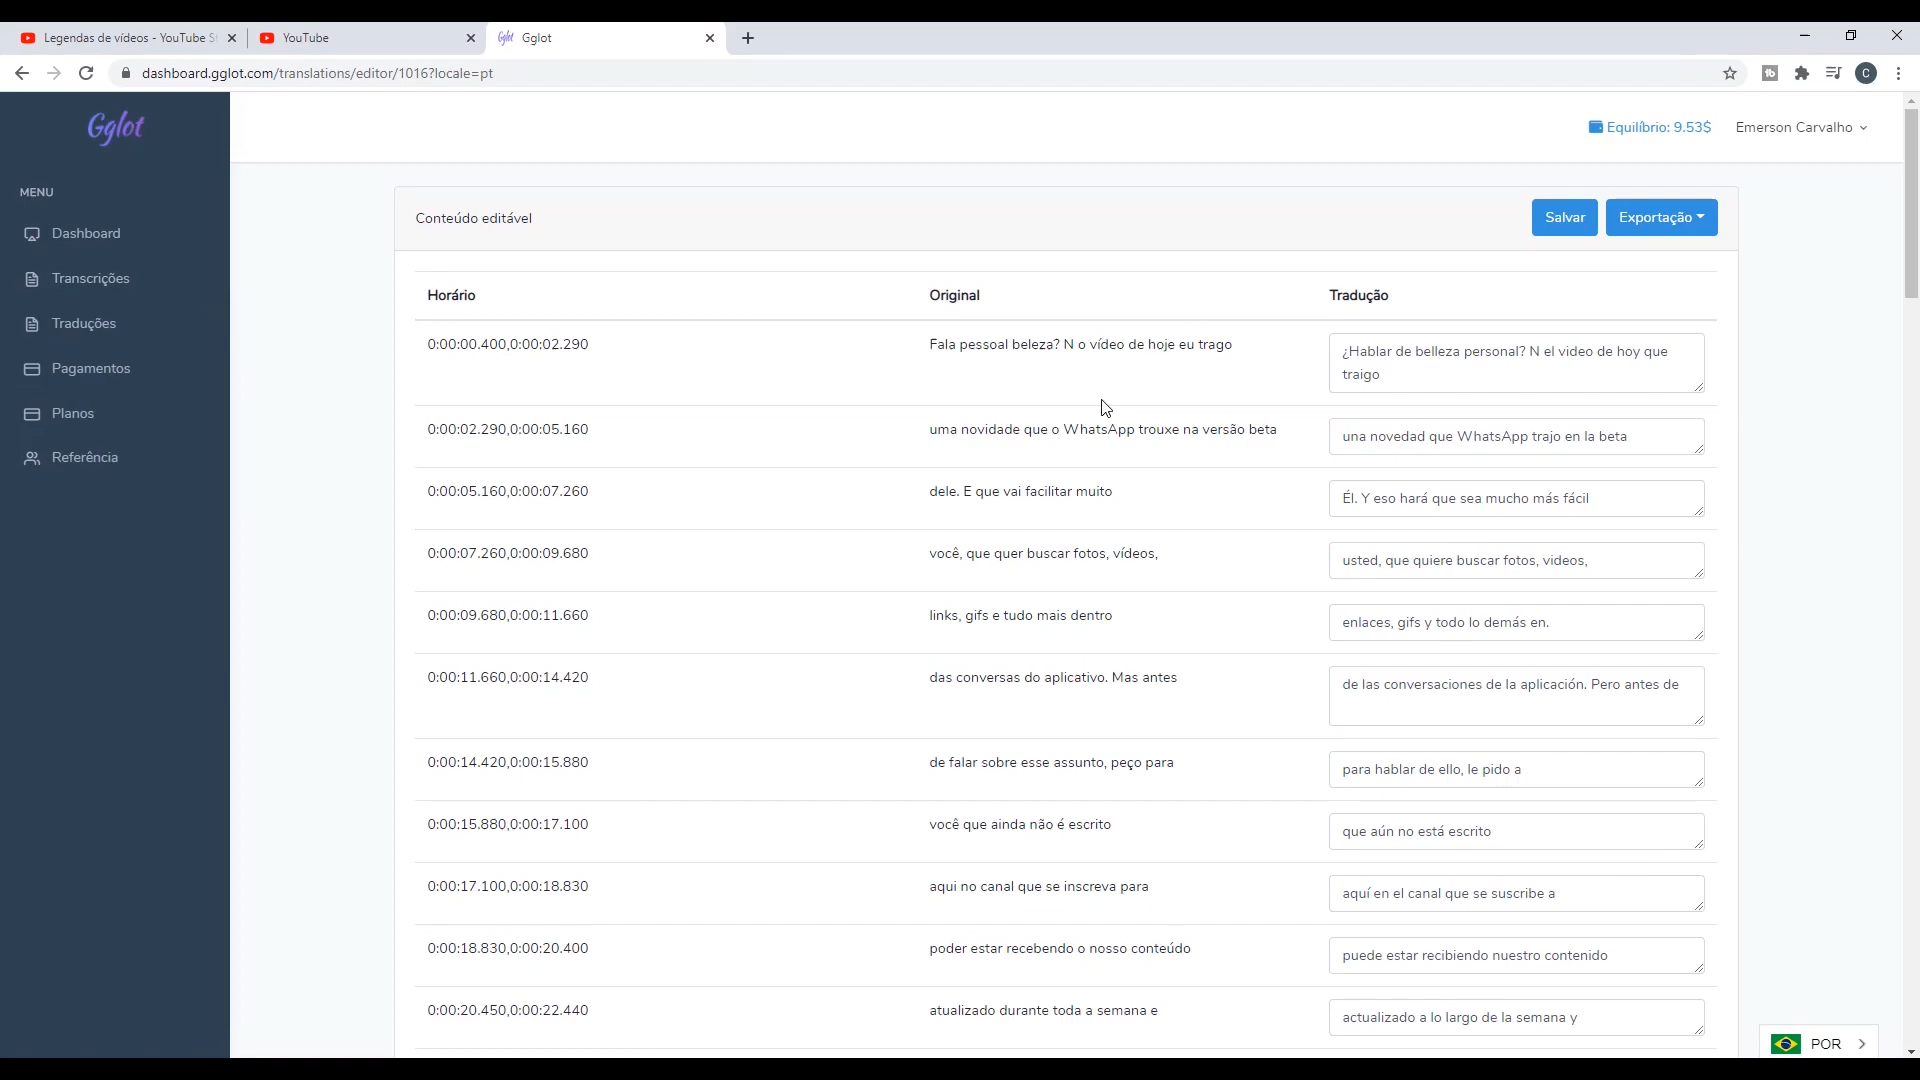 Legendas de vídeos - YouTube S
YouTube
Gglot
dashboard.gglot.com/translations/editor/1016?locale=pt
C
Gglot
Equilíbrio: 9.53$
Emerson Carvalho
MENU
Dashboard
Transcrições
Traduções
Pagamentos
Planos
Referência
Conteúdo editável
Salvar
Exportação
Horário Original Tradução
0:00:00.400,0:00:02.290 Fala pessoal beleza? N o vídeo de hoje eu trago ¿Hablar de belleza personal? N el video de hoy que
traigo
0:00:02.290,0:00:05.160 uma novidade que o WhatsApp trouxe na versão beta una novedad que WhatsApp trajo en la beta
0:00:05.160,0:00:07.260 dele. E que vai facilitar muito Él. Y eso hará que sea mucho más fácil
0:00:07.260,0:00:09.680 você, que quer buscar fotos, vídeos, usted, que quiere buscar fotos, videos,
0:00:09.680,0:00:11.660 links, gifs e tudo mais dentro enlaces, gifs y todo lo demás en.
0:00:11.660,0:00:14.420 das conversas do aplicativo. Mas antes de las conversaciones de la aplicación. Pero antes de
0:00:14.420,0:00:15.880 de falar sobre esse assunto, peço para para hablar de ello, le pido a
0:00:15.880,0:00:17.100 você que ainda não é escrito que aún no está escrito
0:00:17.100,0:00:18.830 aqui no canal que se inscreva para aquí en el canal que se suscribe a
0:00:18.830,0:00:20.400 poder estar recebendo o nosso conteúdo puede estar recibiendo nuestro contenido
0:00:20.450,0:00:22.440 atualizado durante toda a semana e actualizado a lo largo de la semana y
POR